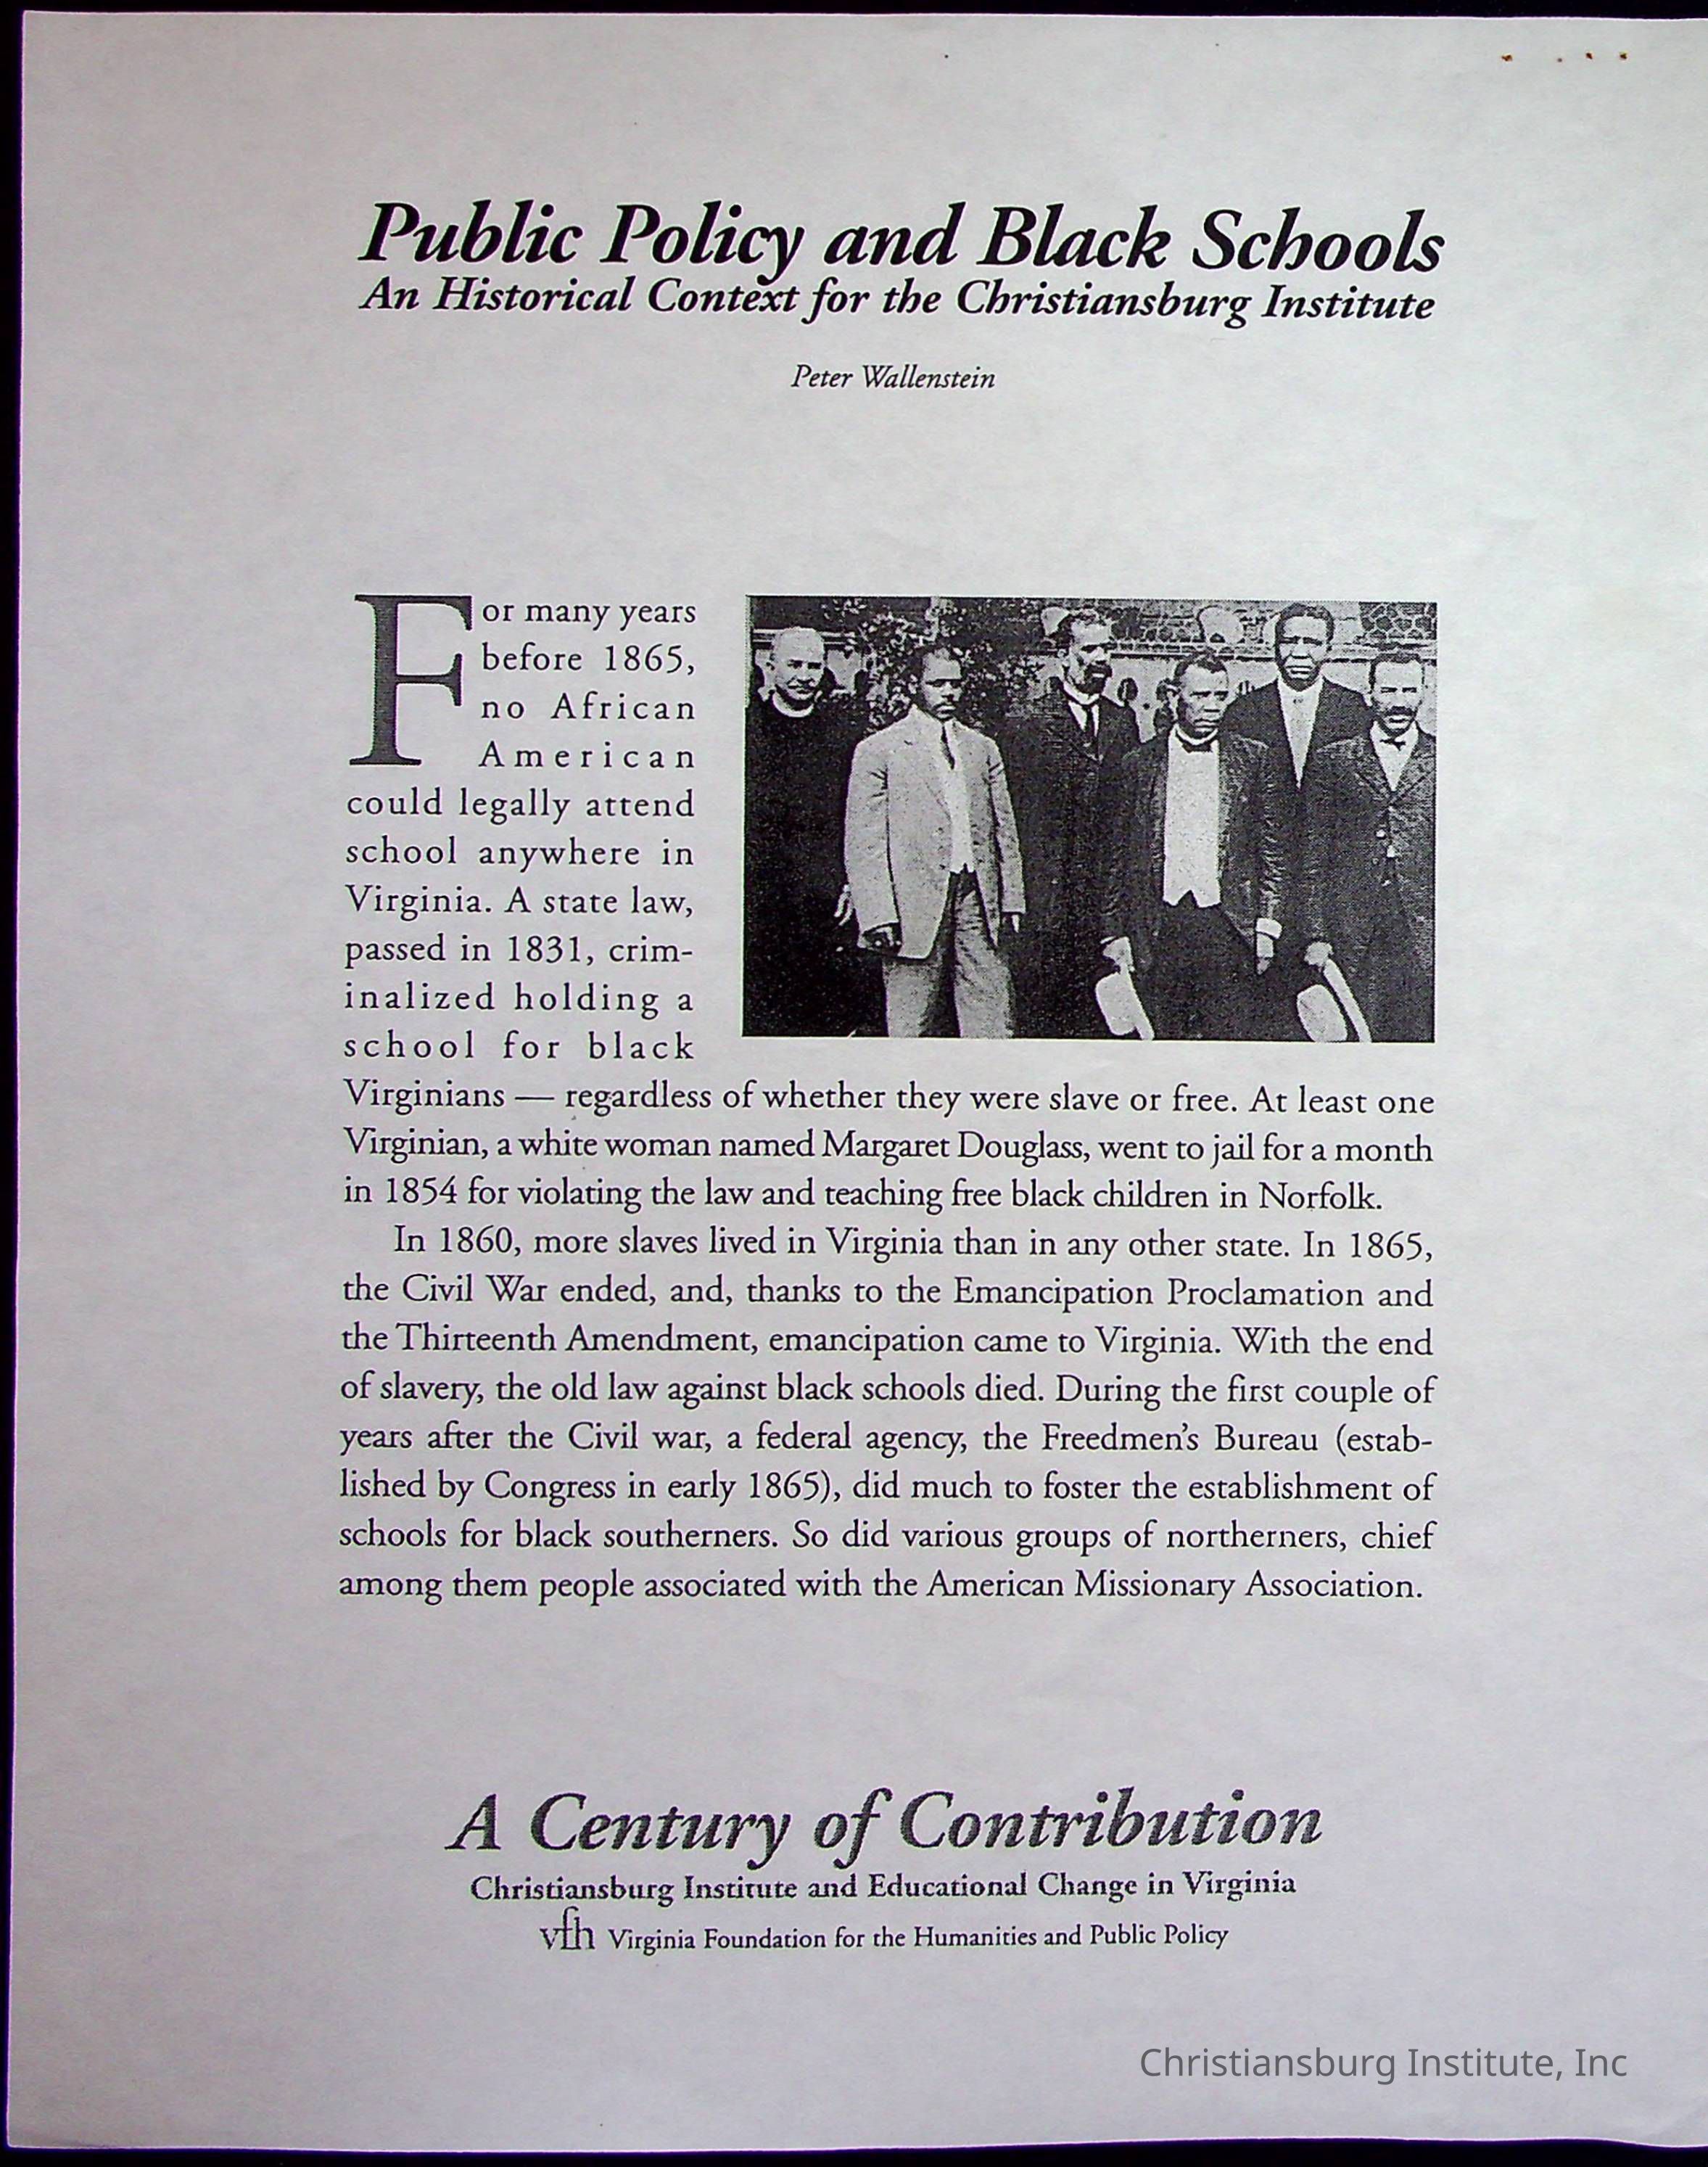 Public Policy and Black Schools
An Historical Context for the Christiansburg Institute
Peter Wallenstein
For many years
before 1865,
no African
American
could legally attend
school anywhere in
Virginia. A state law,
passed in 1831, crim-
inalized holding a
school for black
Virginians — regardless of whether they were slave or free. At least one
Virginian, a white woman named Margaret Douglass, went to jail for a month
in 1854 for violating the law and teaching free black children in Norfolk.
In 1860, more slaves lived in Virginia than in any other state. In 1865,
the Civil War ended, and, thanks to the Emancipation Proclamation and
the Thirteenth Amendment, emancipation came to Virginia. With the end
of slavery, the old law against black schools died. During the first couple of
years after the Civil war, a federal agency, the Freedmen's Bureau (estab-
lished by Congress in early 1865), did much to foster the establishment of
schools for black southerners. So did various groups of northerners, chief
among them people associated with the American Missionary Association.
A Century of Contribution
Christiansburg Institute and Educational Change in Virginia
vfh Virginia Foundation for the Humanities and Public Policy
Christiansburg Institute, Inc